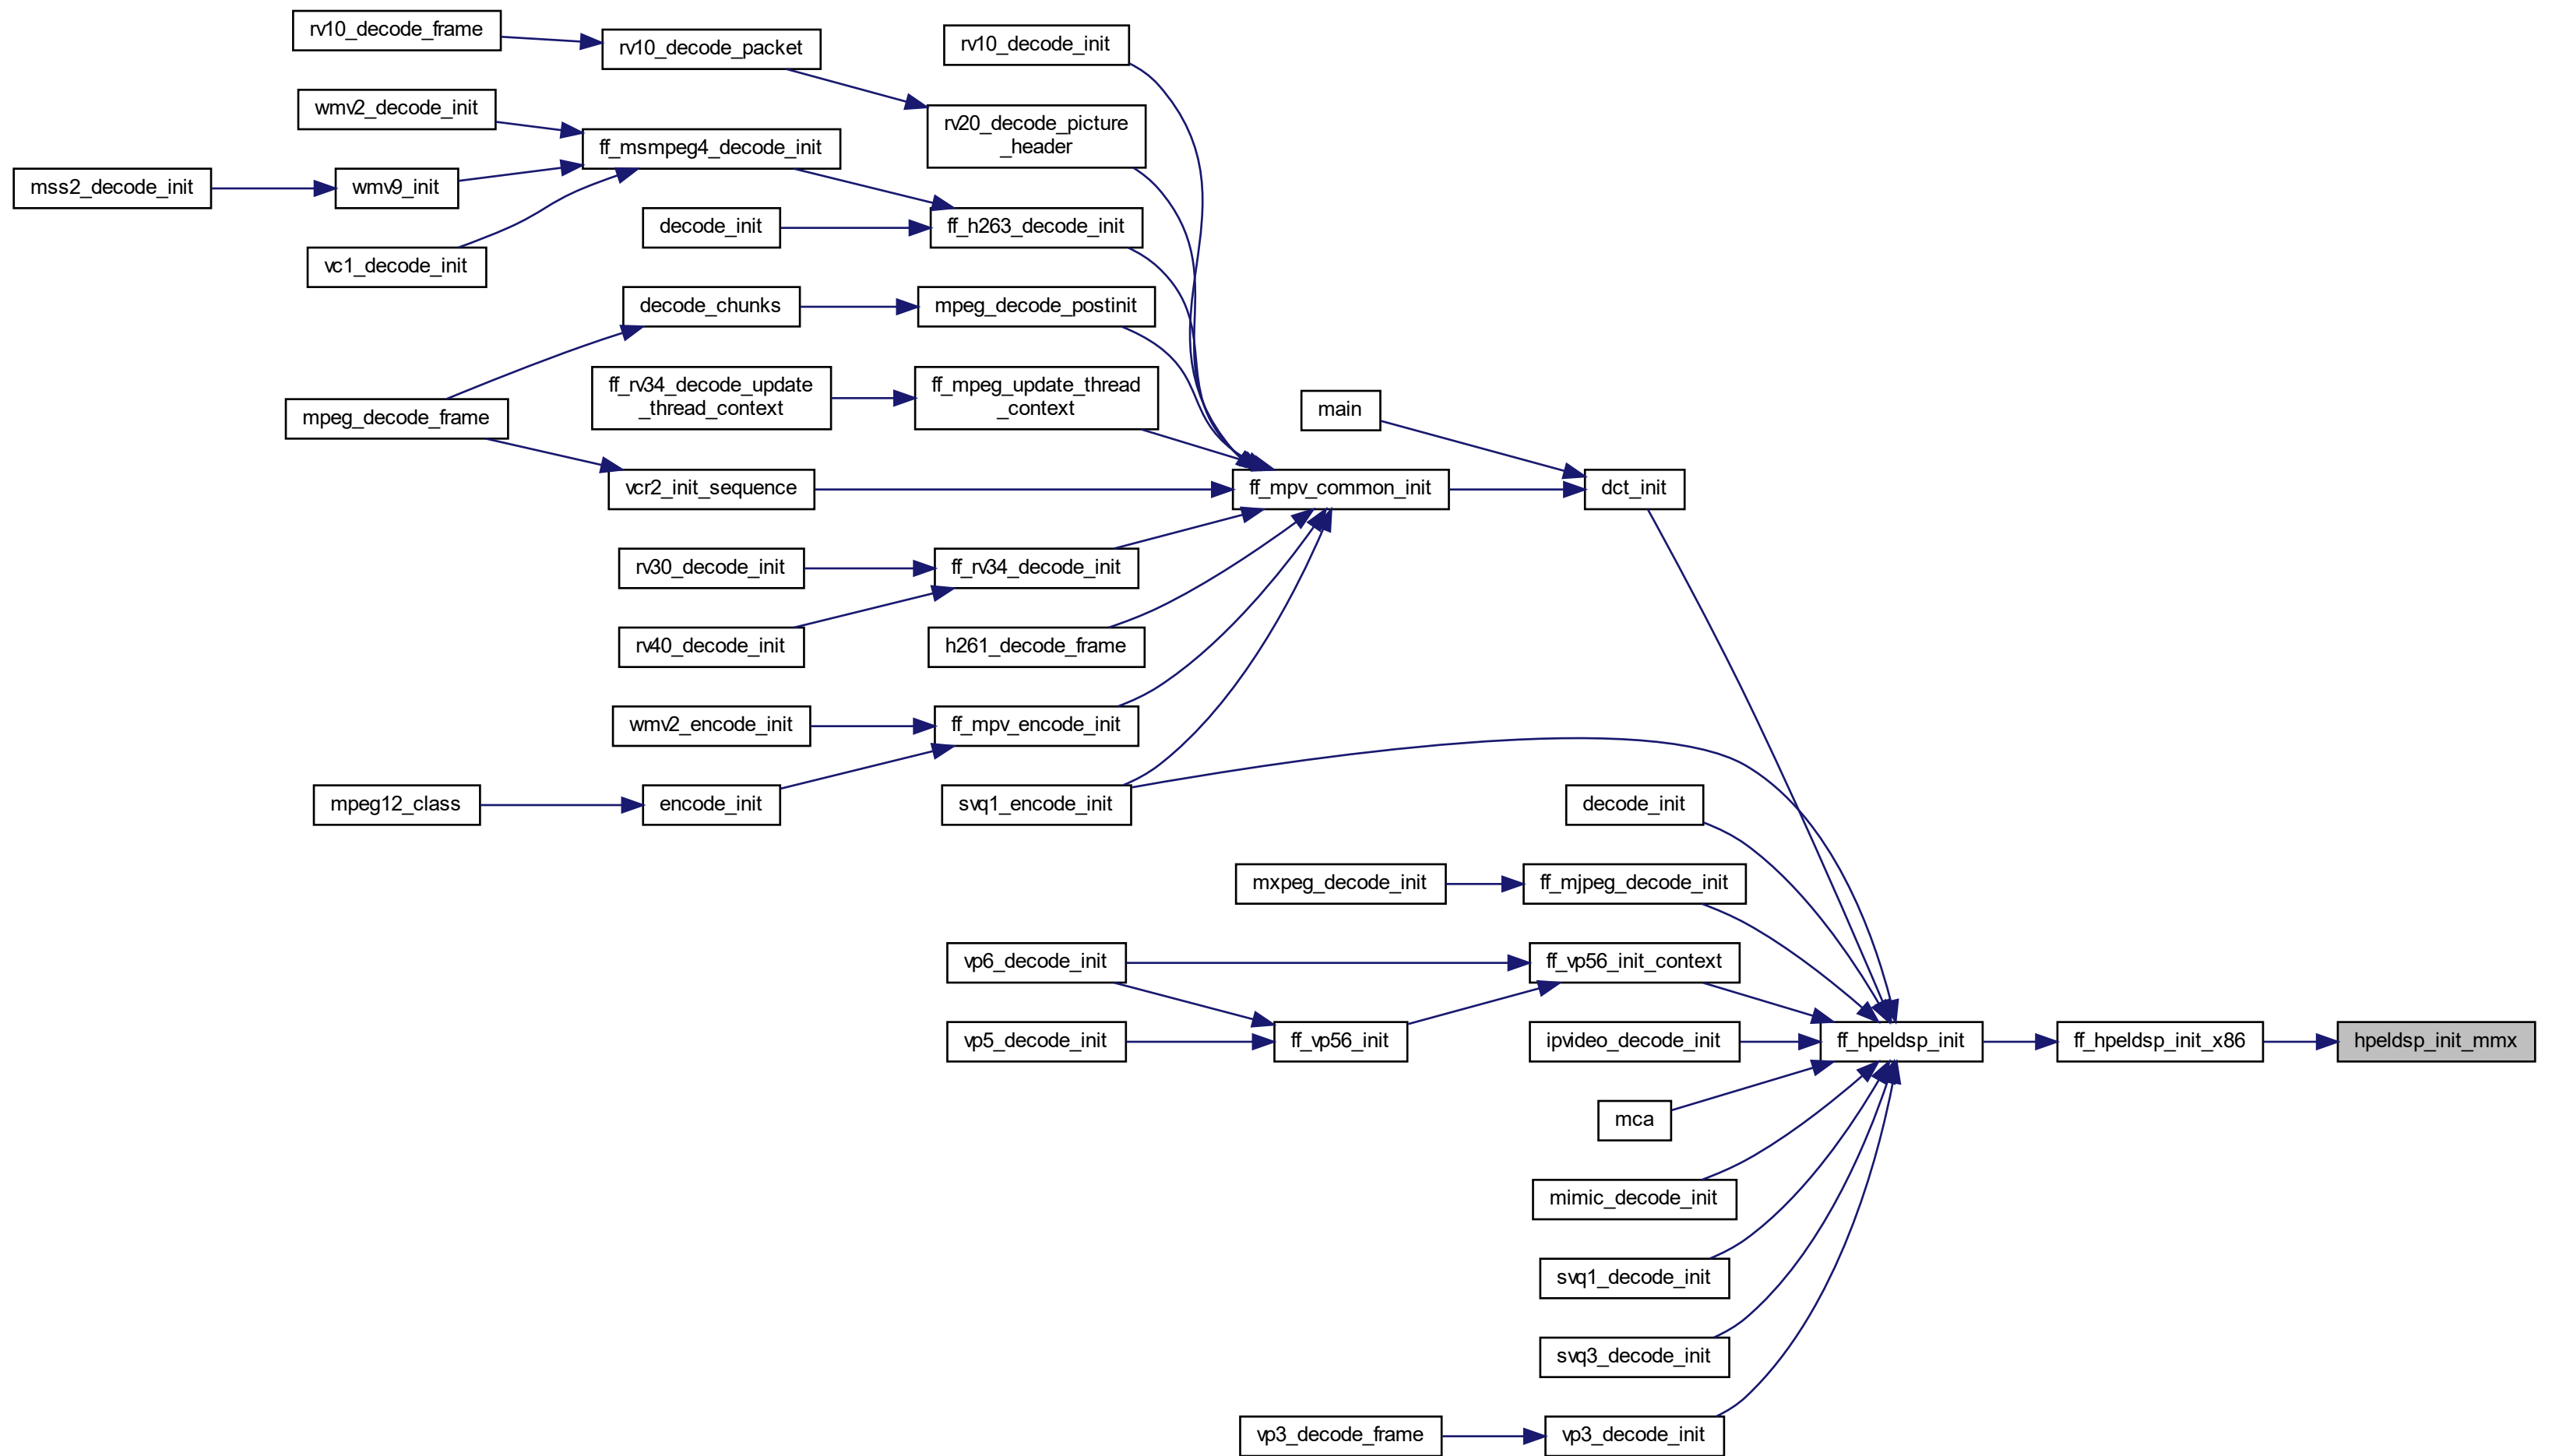 rv10_decode_frame
rv10_decode_packet
rv10_decode_init
wmv2_decode_init
rv20_decode_picture
_header
ff_msmpeg4_decode_init
mss2_decode_init
wmv9_init
decode_init
ff_h263_decode_init
vc1_decode_init
decode_chunks
mpeg_decode_postinit
ff_rv34_decode_update
_thread_context
ff_mpeg_update_thread
_context
main
mpeg_decode_frame
vcr2_init_sequence
ff_mpv_common_init
dct_init
rv30_decode_init
ff_rv34_decode_init
rv40_decode_init
h261_decode_frame
wmv2_encode_init
ff_mpv_encode_init
mpeg12_class
encode_init
svq1_encode_init
decode_init
mxpeg_decode_init
ff_mjpeg_decode_init
vp6_decode_init
ff_vp56_init_context
vp5_decode_init
ff_vp56_init
ipvideo_decode_init
ff_hpeldsp_init
ff_hpeldsp_init_x86
hpeldsp_init_mmx
mca
mimic_decode_init
svq1_decode_init
svq3_decode_init
vp3_decode_frame
vp3_decode_init